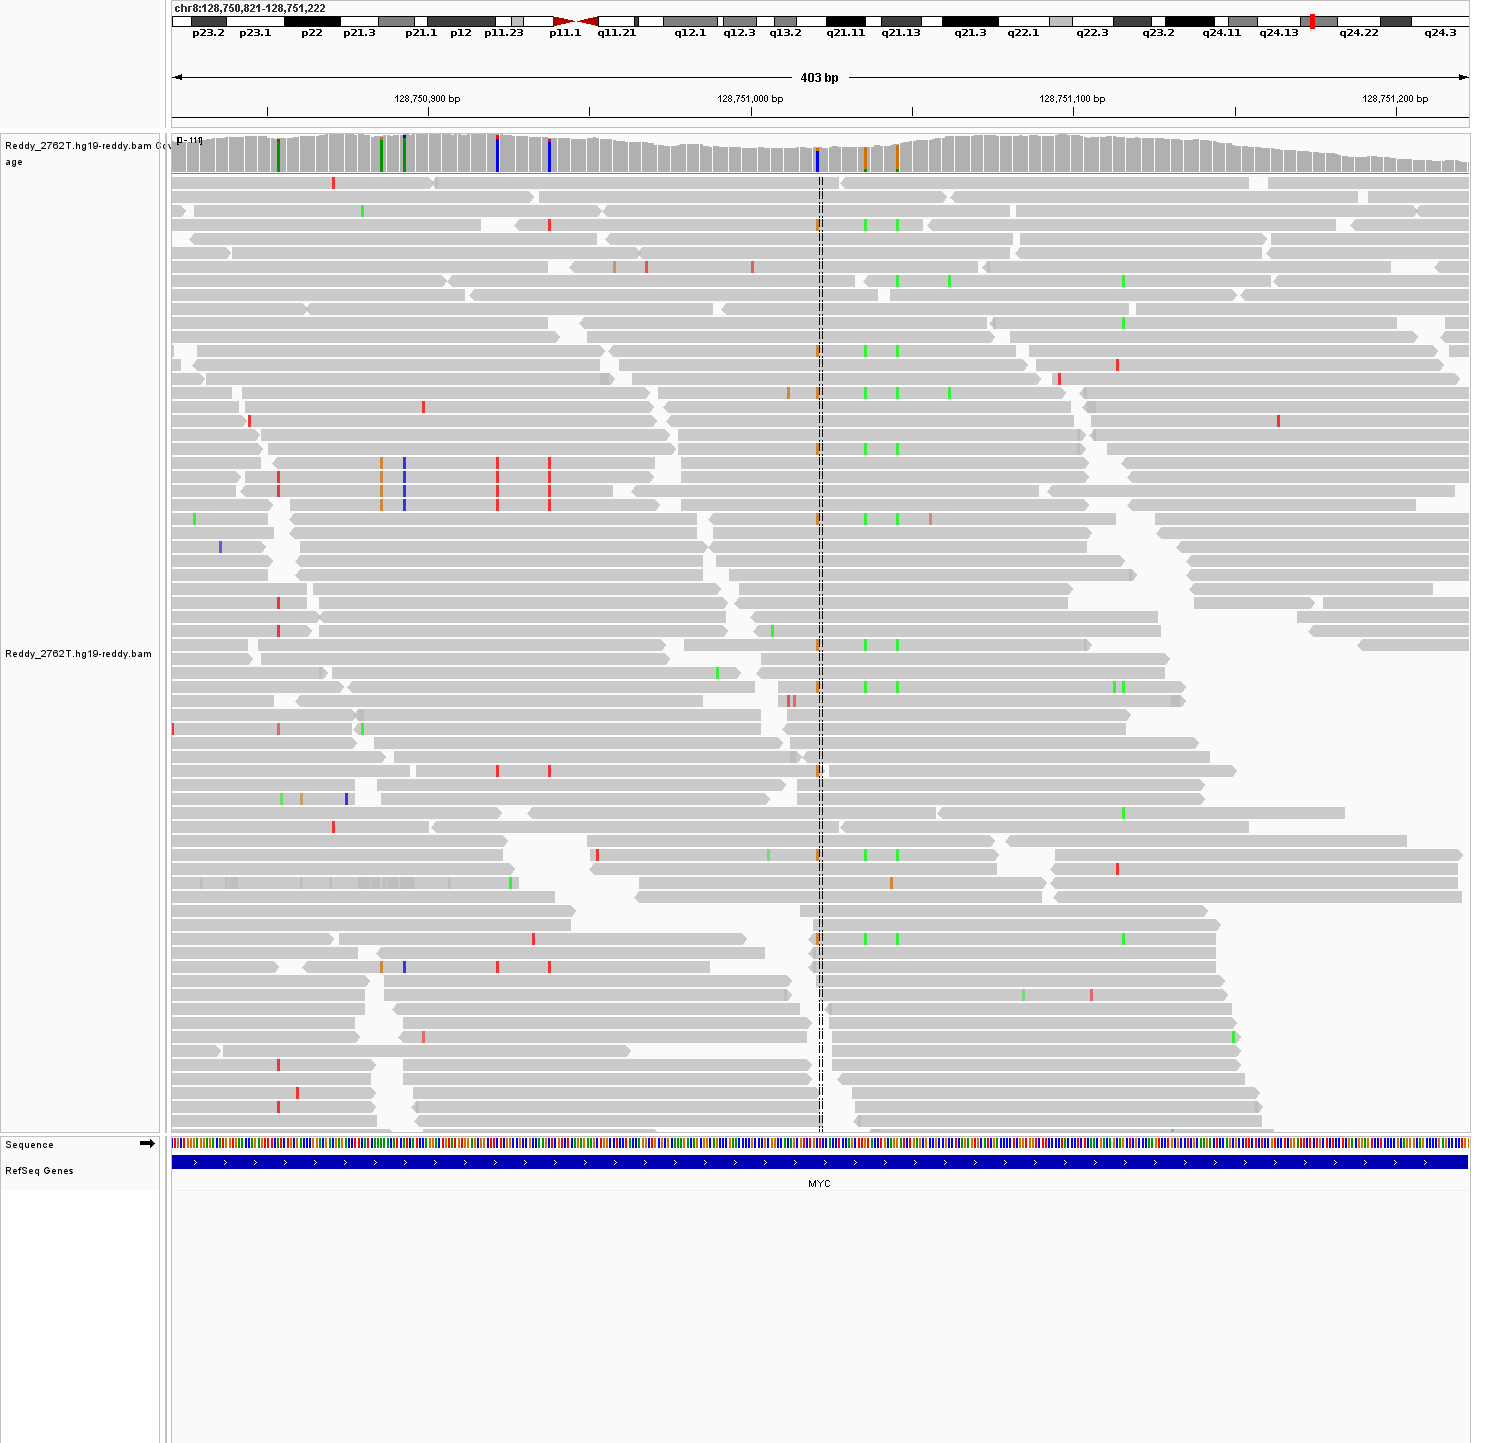 chr8:128,750,821-128,751,222
p23.2 p23.1 p22 p21.3 p21.1 p12 p11.23 p11.1 q11.21 q12.1 q12.3 q13.2 q21.11 q21.13 q21.3 q22.1 q22.3 q23.2 q24.11 q24.13 q24.22 q24.3
403 bp
128,750,900 bp 128,751,000 bp 128,751,100 bp 128,751,200 bp
[0 - 111]
Reddy_2762T.hg19-reddy.bam Cov
age
Reddy_2762T.hg19-reddy.bam
Sequence
RefSeq Genes
MYC